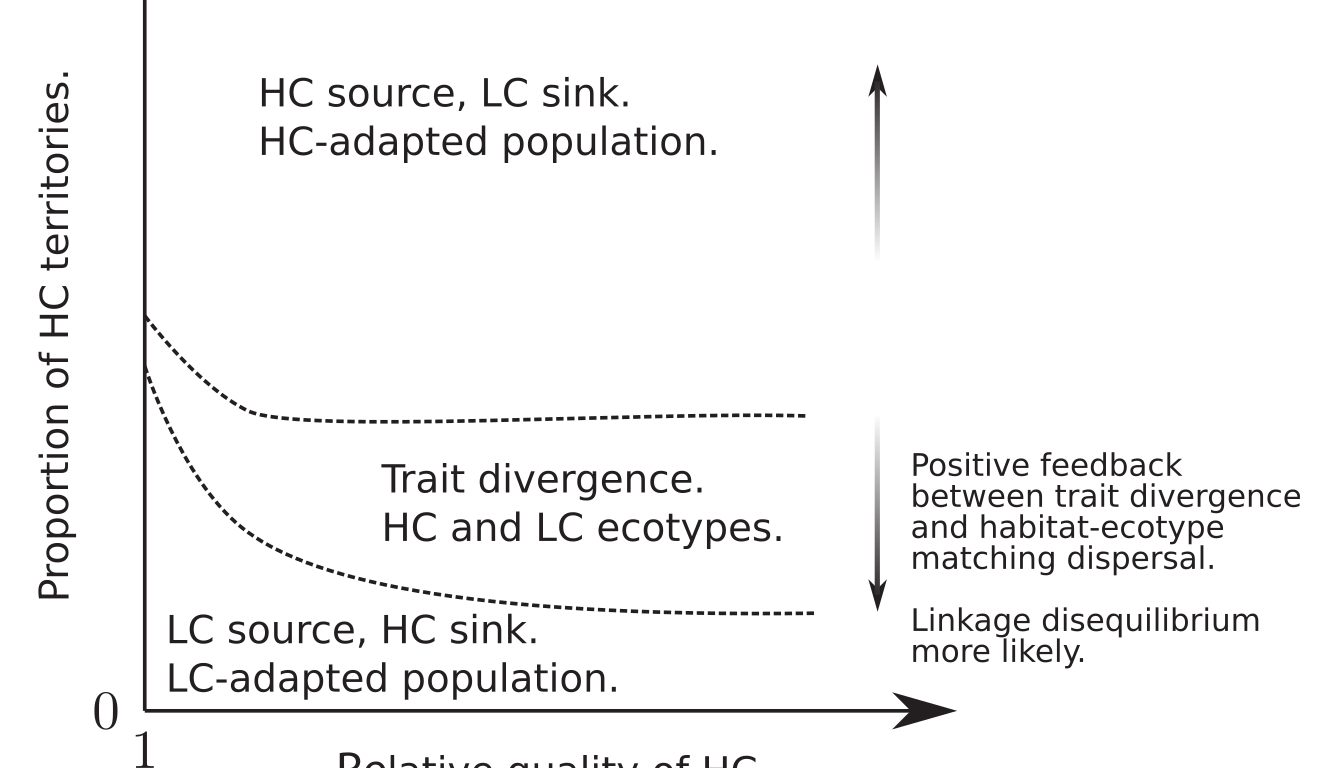 Proportion of HC territories.
HC source, LC sink.
HC-adapted population.
Trait divergence.
HC and LC ecotypes.
Positive feedback
between trait divergence
and habitat-ecotype
matching dispersal.
Linkage disequilibrium
more likely.
LC source, HC sink.
LC-adapted population.
0
1
Relative quality of HC